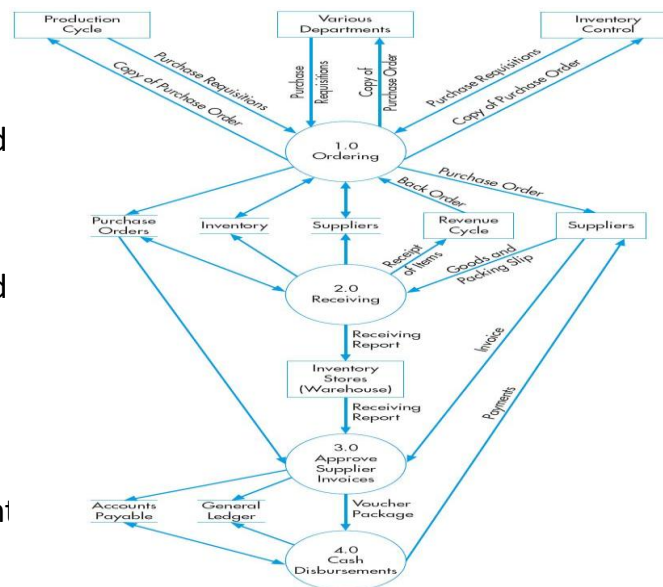 Production
Cycle
Various
Departments
Inventory
Control
Purchase Requisitions
Copy of Purchase Order
Purchase
Requisitions
Copy of
Purchase Order
Purchase Requisitions
Copy of Purchase Order
d
1.0
Ordering
Purchase Order
Back Order
Purchase
Orders
Inventory
Suppliers
Revenue
Cycle
Suppliers
Receipt
of Items
Goods and
Packing Slip
d
2.0
Receiving
Receiving
Report
Invoice
Payments
Inventory
Stores
(Warehouse)
Receiving
Report
3.0
Approve
Supplier
Invoices
Accounts
Payable
General
Ledger
Voucher
Package
4.0
Cash
Disbursements